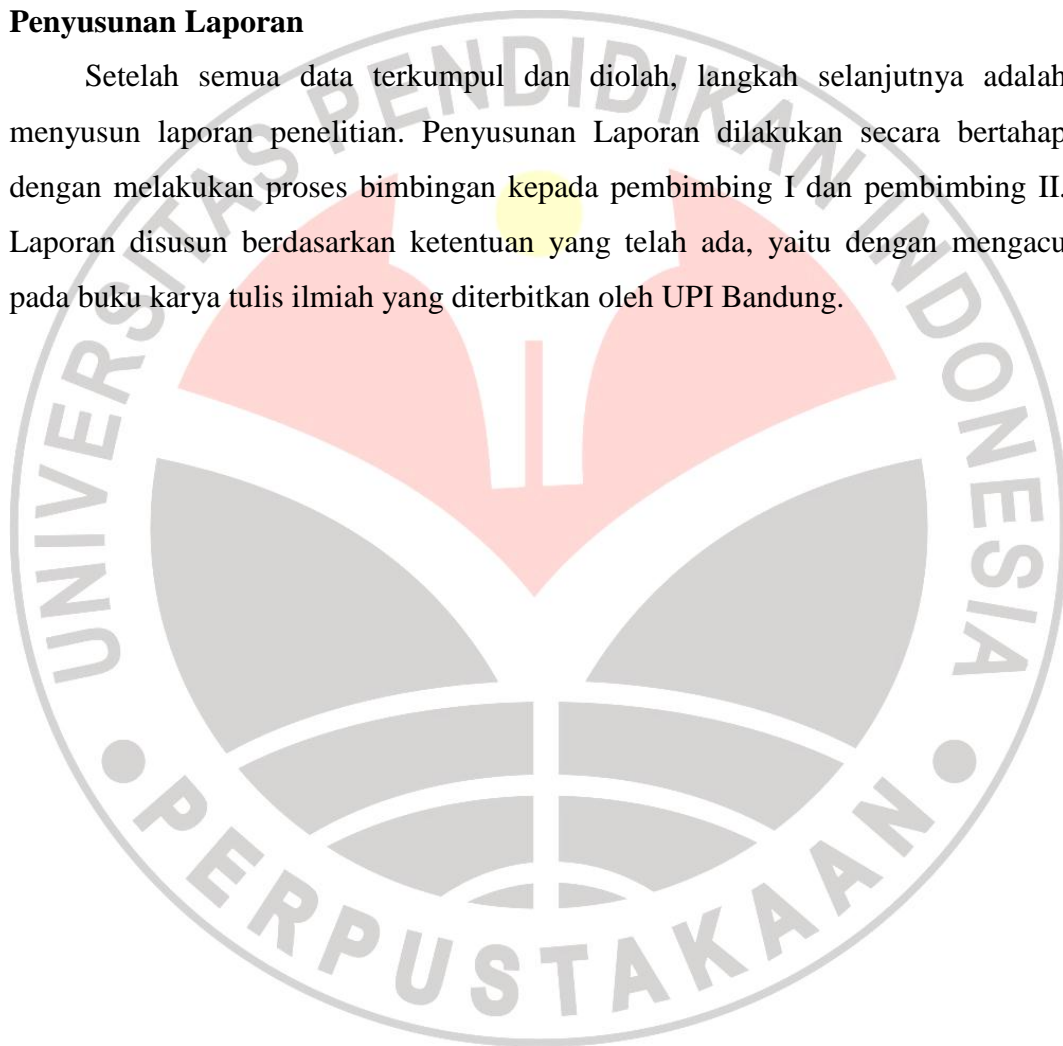 Penyusunan Laporan
Setelah semua data terkumpul dan diolah, langkah selanjutnya adalah
menyusun laporan penelitian. Penyusunan Laporan dilakukan secara bertahap
dengan melakukan proses bimbingan kepada pembimbing I dan pembimbing II.
Laporan disusun berdasarkan ketentuan yang telah ada, yaitu dengan mengacu
pada buku karya tulis ilmiah yang diterbitkan oleh UPI Bandung.
UNIVERSITAS PENDIDIKAN INDONESIA
PERPUSTAKAAN